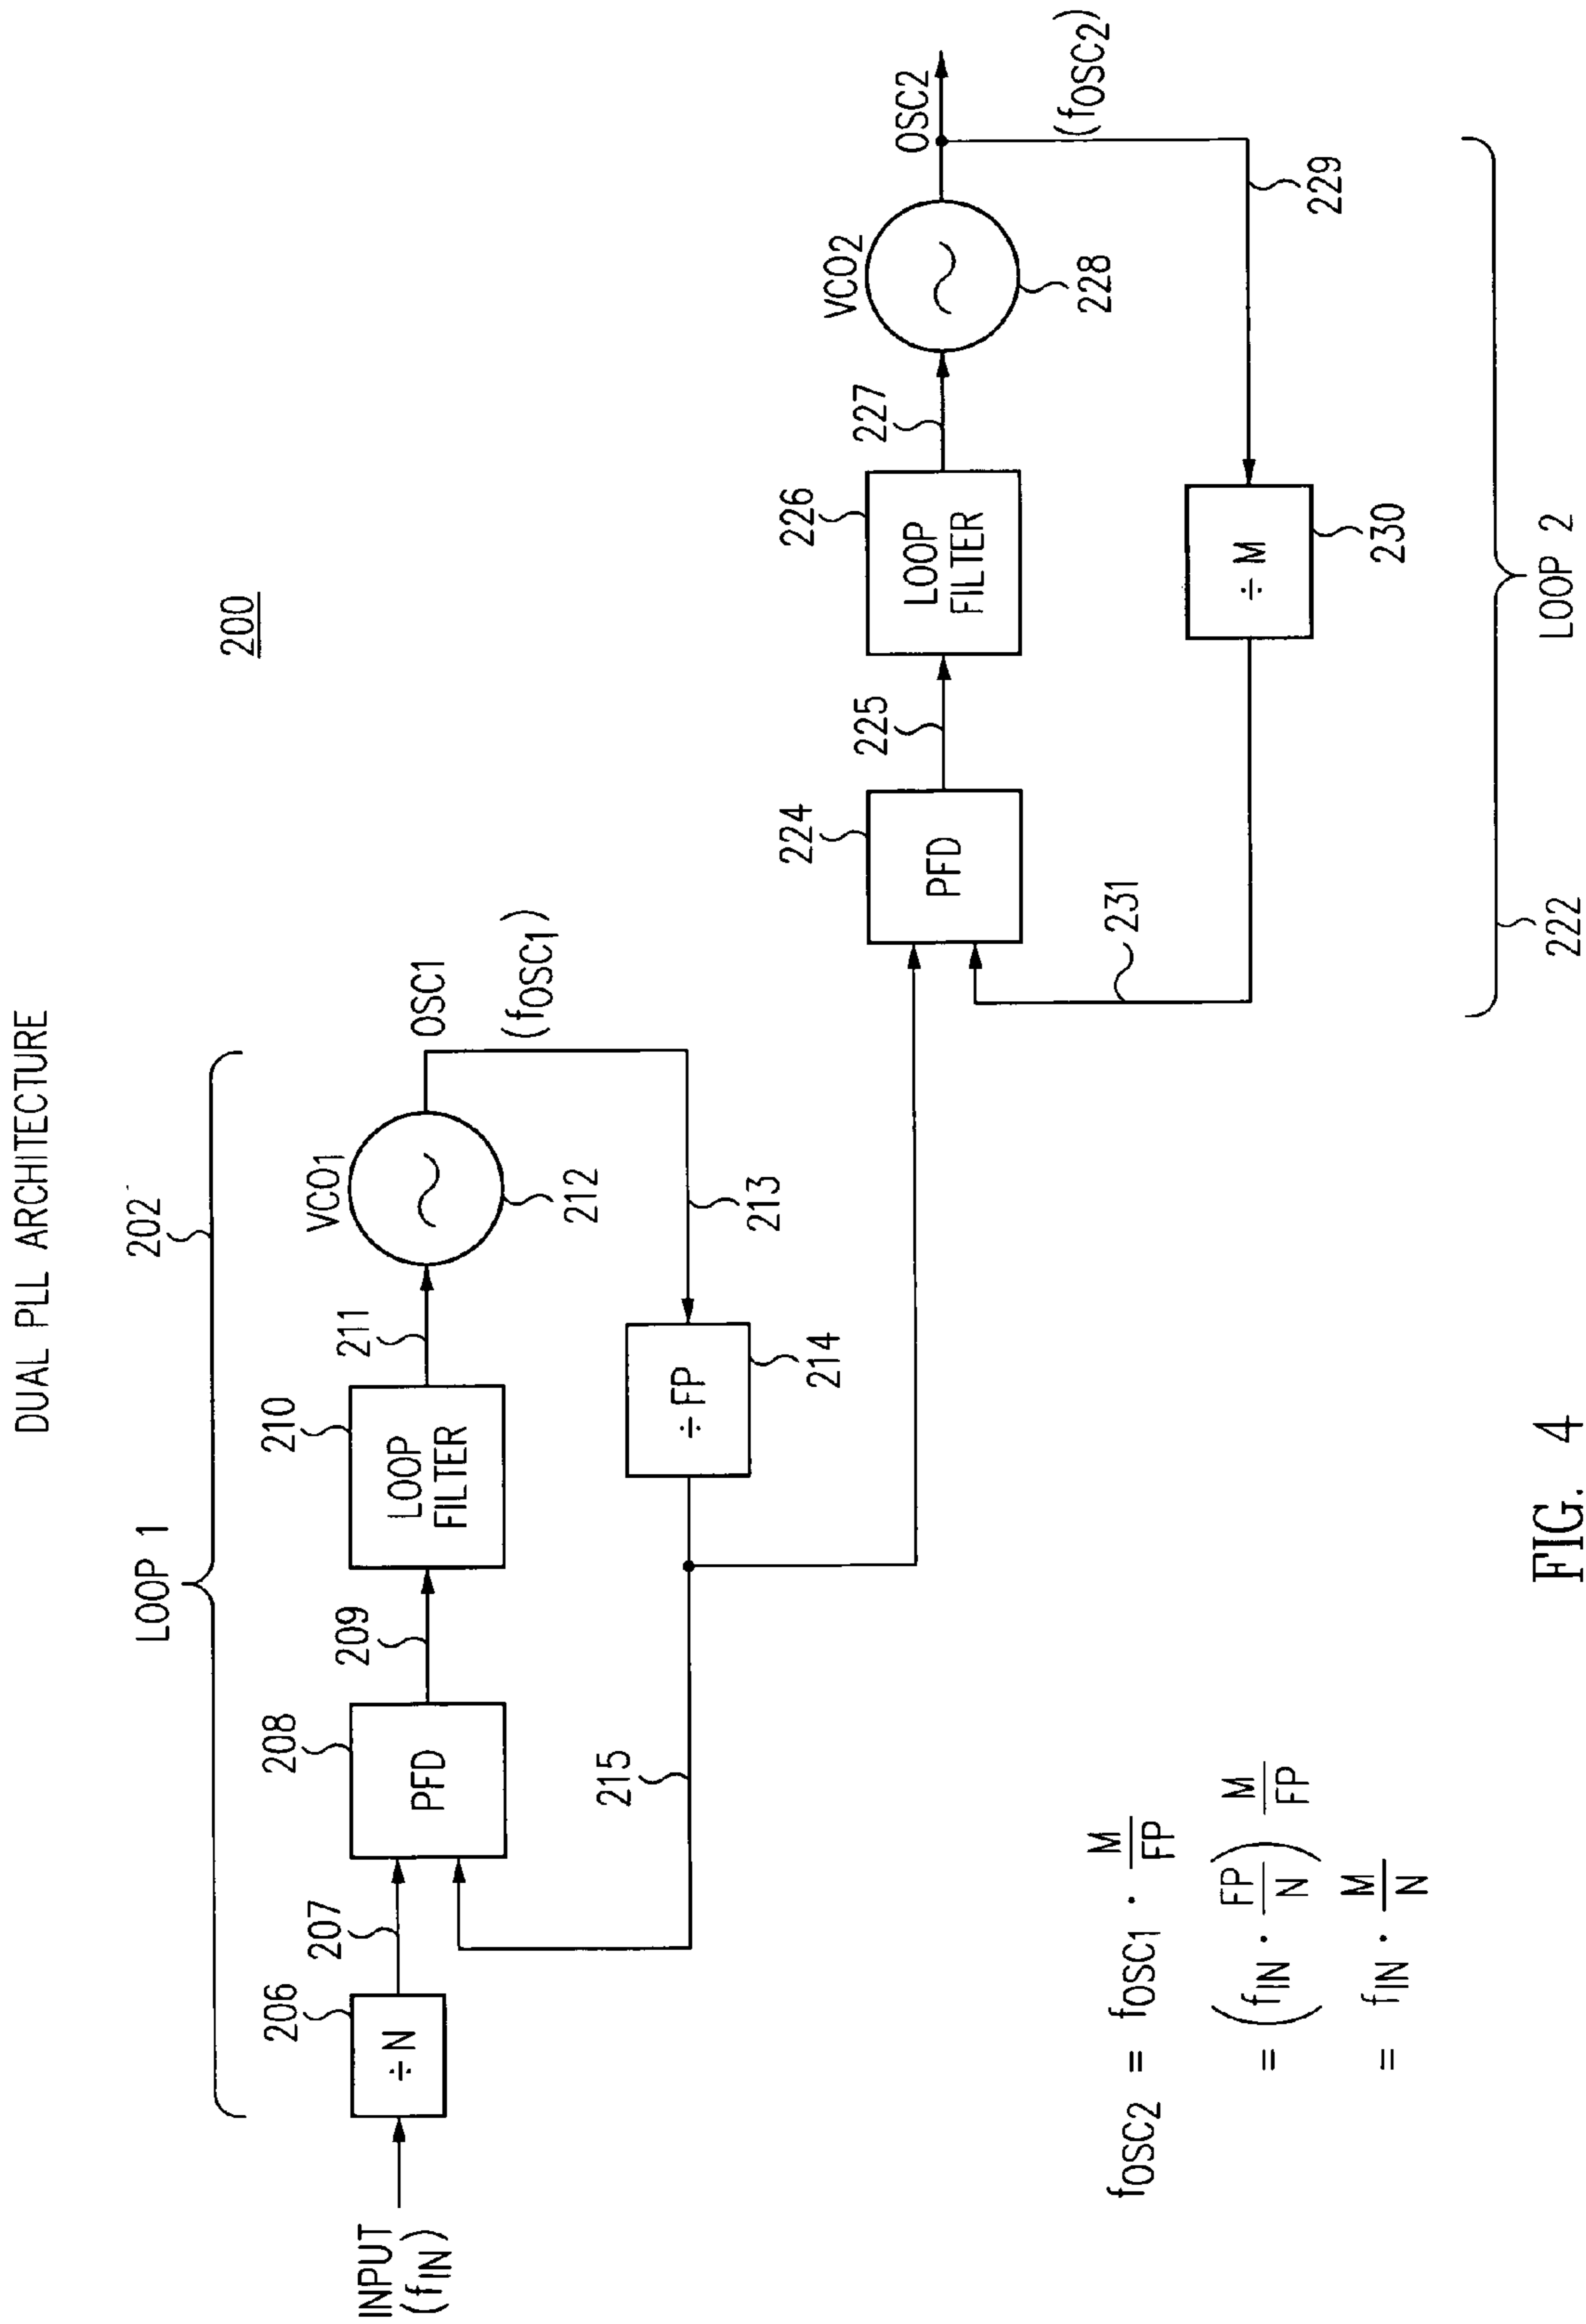 DUAL PLL ARCHITECTURE
200
LOOP 1
202
INPUT
(fIN)
206
÷ N
207
208
PFD
209
210
LOOP
FILTER
211
VCO1
212
OSC1
(fOSC1)
213
÷ FP
214
215
224
PFD
225
226
LOOP
FILTER
227
VCO2
228
OSC2
(fOSC2)
229
÷ M
230
231
222
LOOP 2
fOSC2 = fOSC1 · M/FP
= (fIN · FP/N) M/FP
= fIN · M/N
FIG. 4